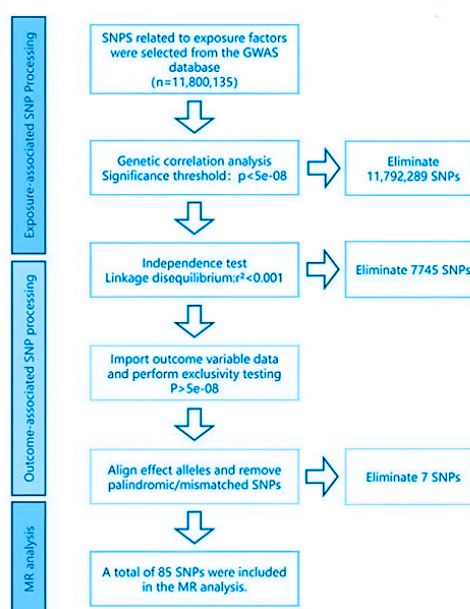 SNPS related to exposure factors
were selected from the GWAS
database
(n=11,800,135)
Exposure-associated SNP Processing
Genetic correlation analysis
Significance threshold: p<5e-08
Eliminate
11,792,289 SNPs
Independence test
Linkage disequilibrium:r²<0.001
Eliminate 7745 SNPs
Outcome-associated SNP processing
Import outcome variable data
and perform exclusivity testing
P>5e-08
Align effect alleles and remove
palindromic/mismatched SNPs
Eliminate 7 SNPs
MR analysis
A total of 85 SNPs were included
in the MR analysis.